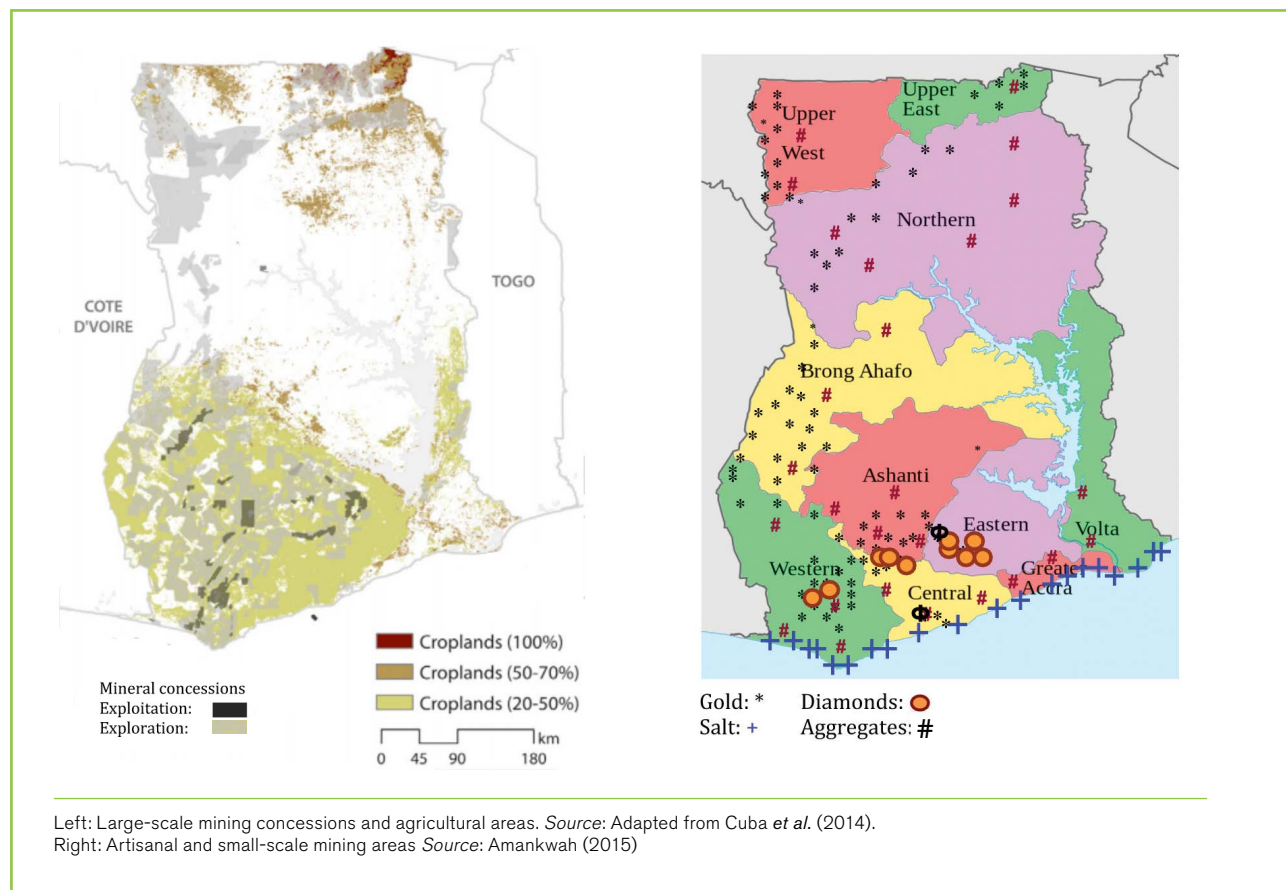 COTE
D'VOIRE
TOGO
Mineral concessions
Exploitation:
Exploration:
Croplands (100%)
Croplands (50-70%)
Croplands (20-50%)
km
0 45 90 180
Upper
West
Upper
East
Northern
Brong Ahafo
Ashanti
Eastern
Volta
Western
Central
Greate
Accra
Gold: * Diamonds:
Salt: + Aggregates: #
Left: Large-scale mining concessions and agricultural areas. Source: Adapted from Cuba et al. (2014).
Right: Artisanal and small-scale mining areas Source: Amankwah (2015)